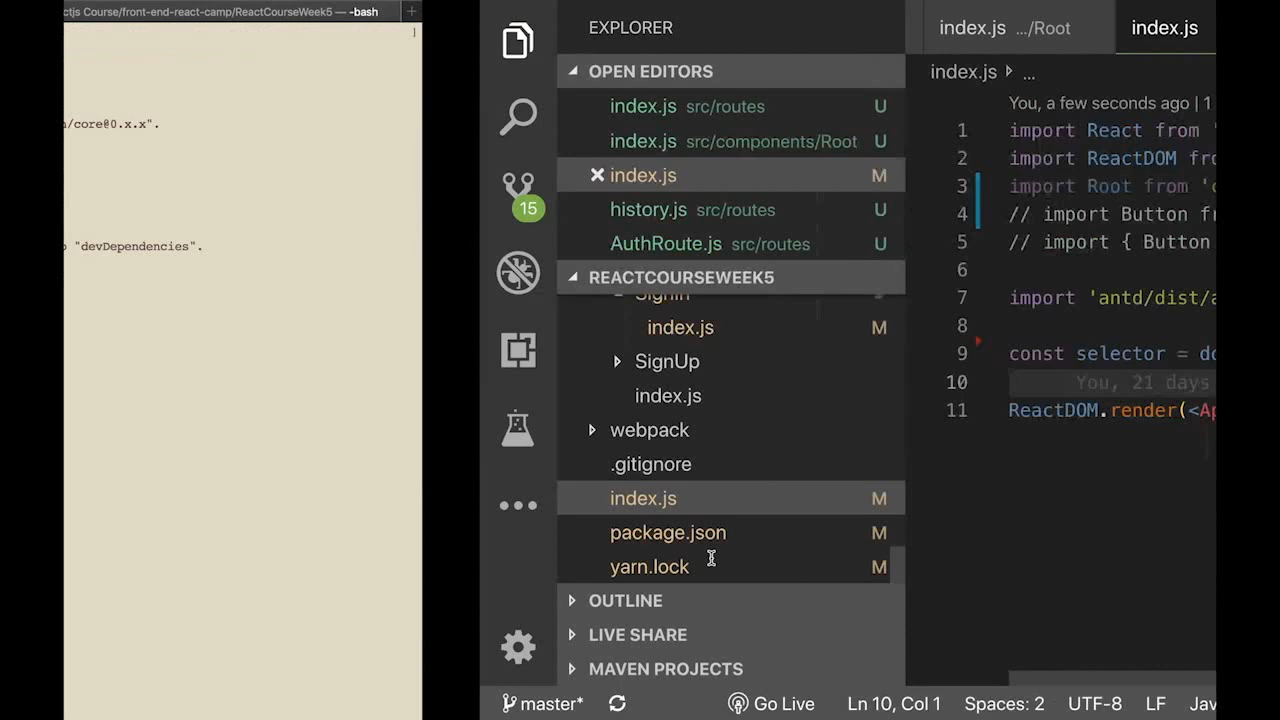 ctjs Course/front-end-react-camp/ReactCourseWeek5 — -bash
]
/core@0.x.x".
"devDependencies".
EXPLORER
OPEN EDITORS
index.js src/routes U
index.js src/components/Root U
index.js M
history.js src/routes U
AuthRoute.js src/routes U
15
REACTCOURSEWEEK5
SignIn
index.js M
SignUp
index.js
webpack
.gitignore
index.js M
package.json M
yarn.lock M
OUTLINE
LIVE SHARE
MAVEN PROJECTS
index.js .../Root
index.js
index.js ...
You, a few seconds ago | 1
1 import React from '
2 import ReactDOM fro
3 import Root from 'c
4 // import Button fr
5 // import { Button
6
7 import 'antd/dist/a
8
9 const selector = do
10 You, 21 days
11 ReactDOM.render(<Ap
master* Go Live Ln 10, Col 1 Spaces: 2 UTF-8 LF Jav